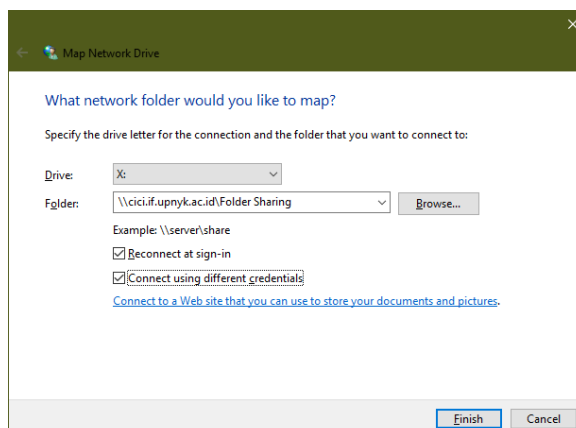 Map Network Drive
What network folder would you like to map?
Specify the drive letter for the connection and the folder that you want to connect to:
Drive: X:
Folder: \\cici.if.upnyk.ac.id\Folder Sharing Browse...
Example: \\server\share
Reconnect at sign-in
Connect using different credentials
Connect to a Web site that you can use to store your documents and pictures.
Finish Cancel